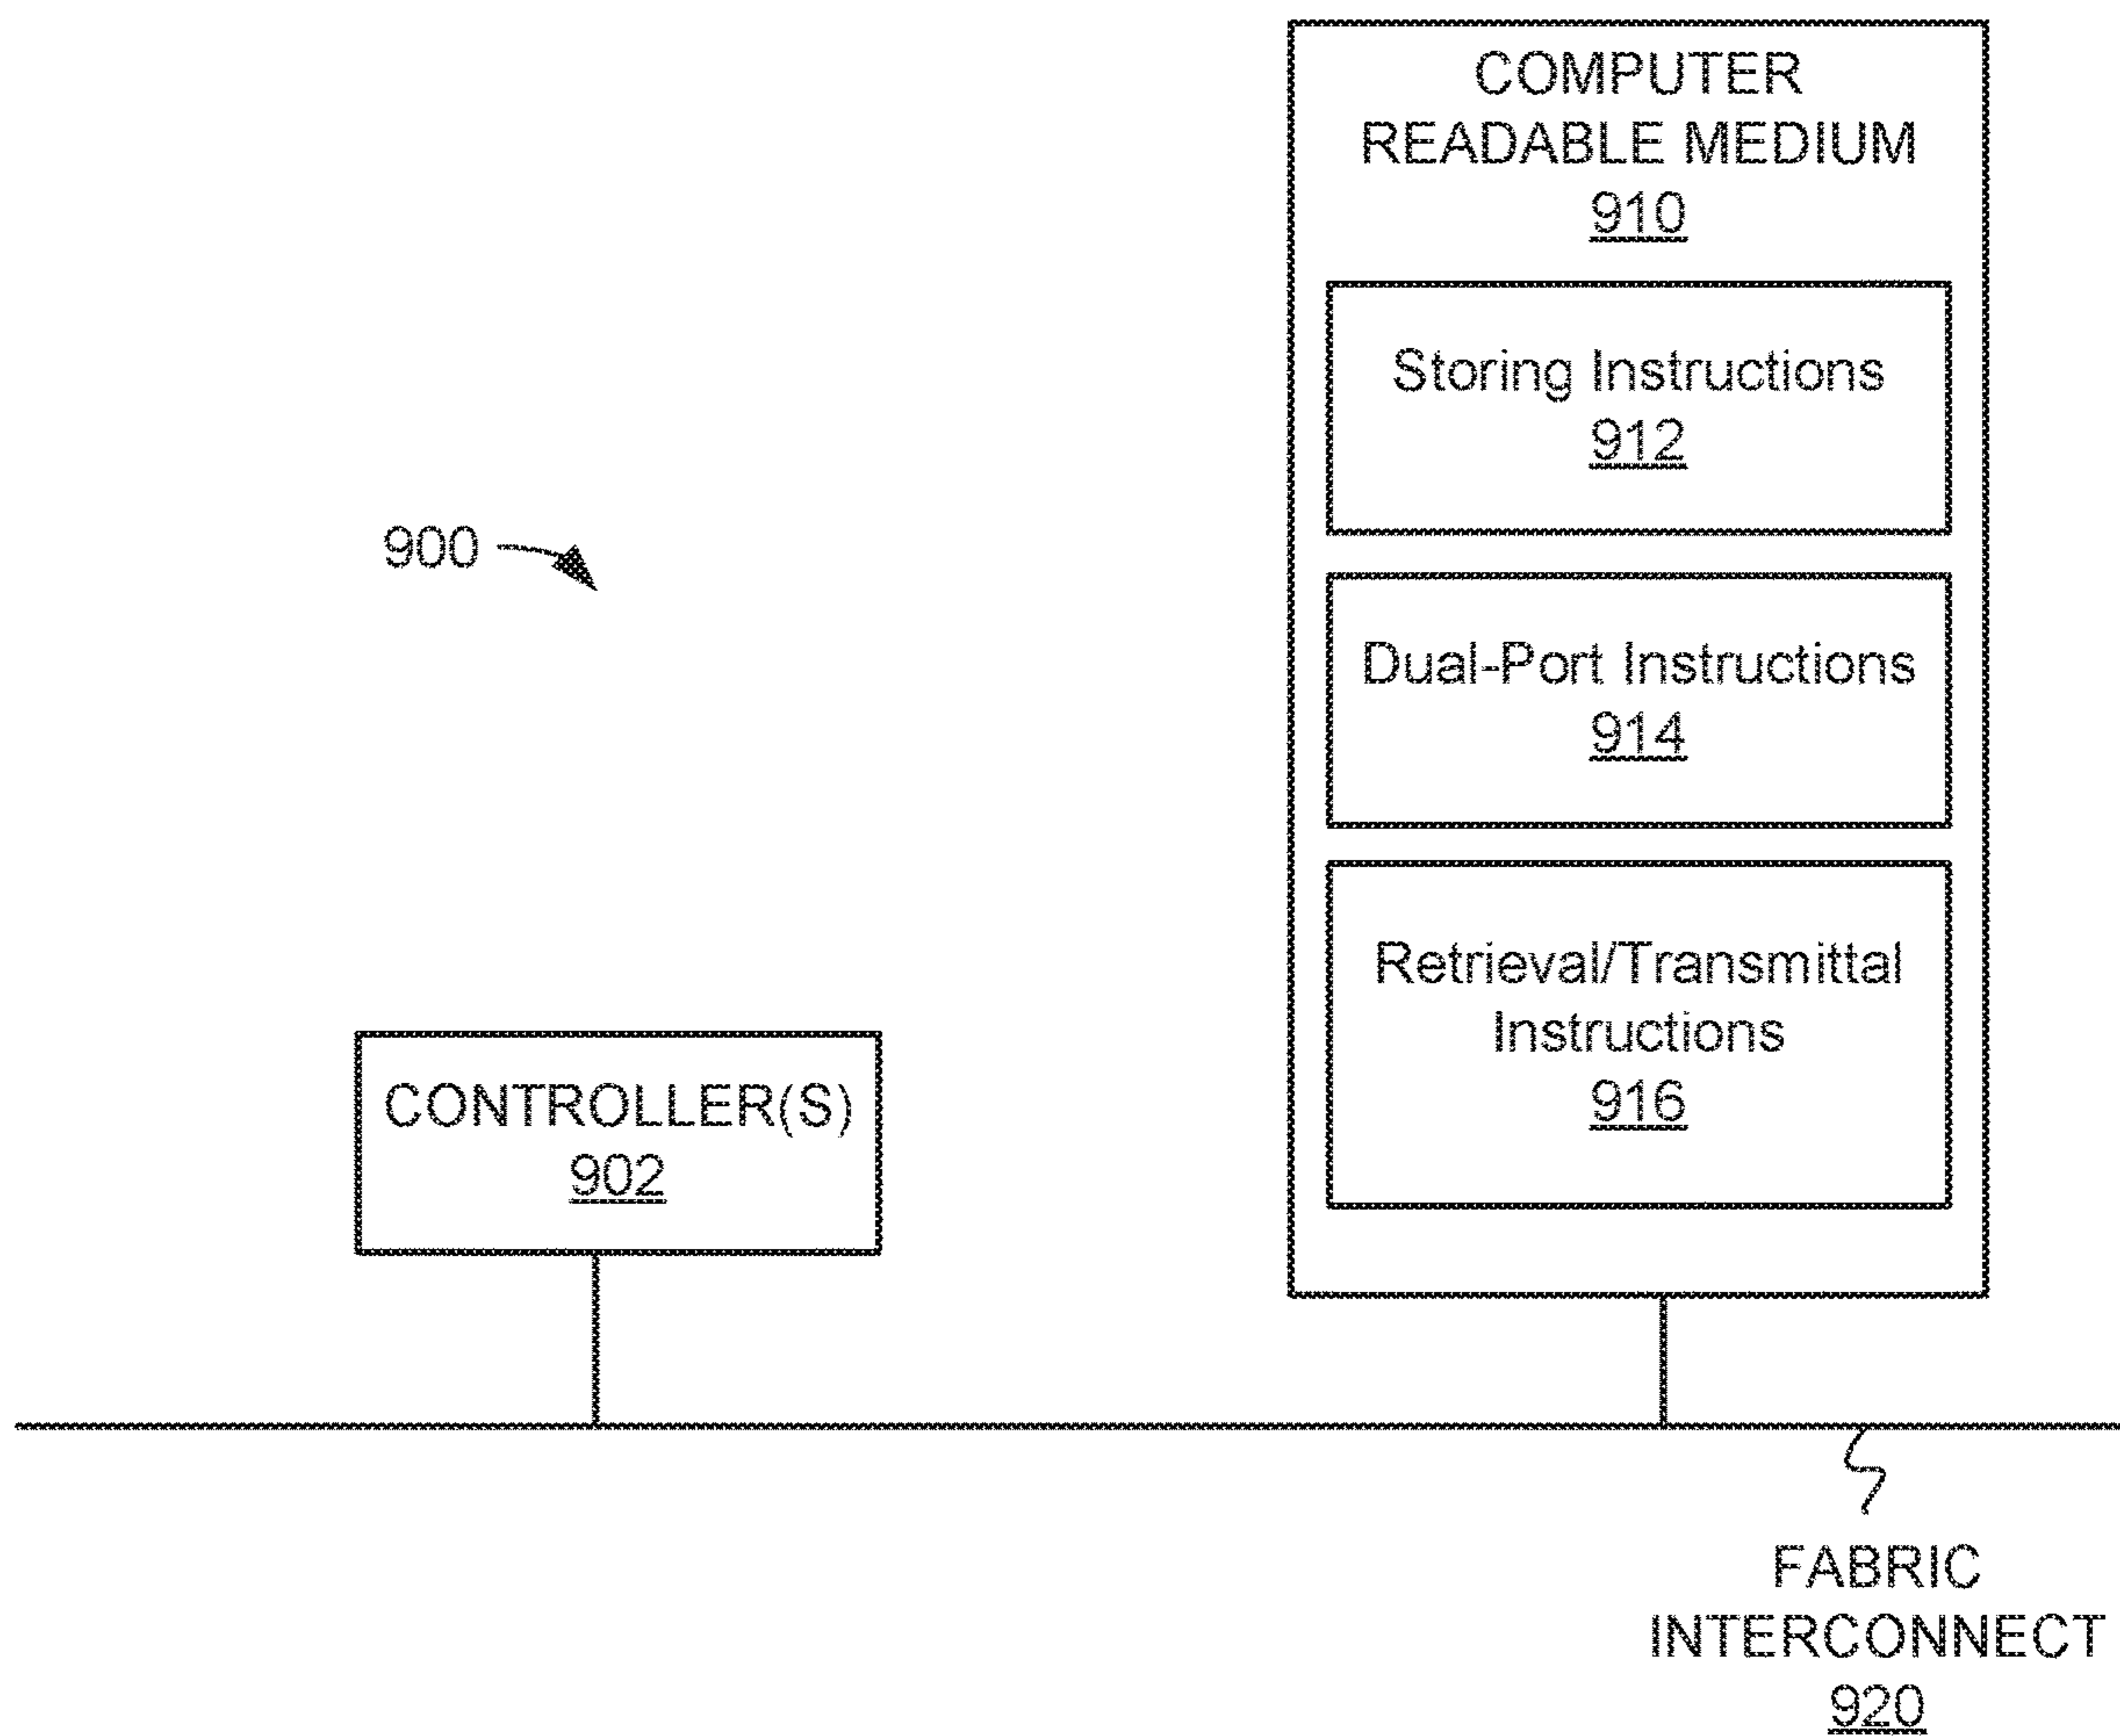 COMPUTER
READABLE MEDIUM
910
Storing Instructions
912
900
Dual-Port Instructions
914
Retrieval/Transmittal
Instructions
916
CONTROLLER(S)
902
FABRIC
INTERCONNECT
920